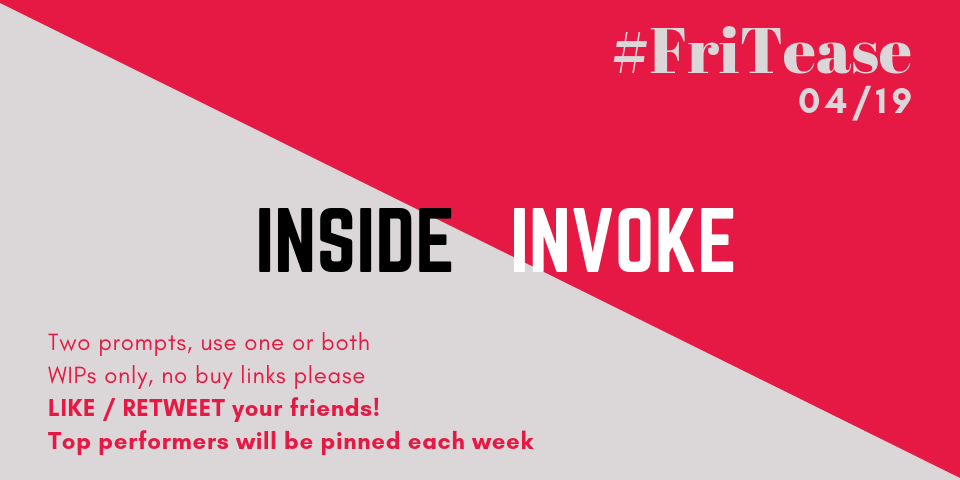 #FriTease
04/19
INSIDE INVOKE
Two prompts, use one or both
WIPs only, no buy links please
LIKE / RETWEET your friends!
Top performers will be pinned each week